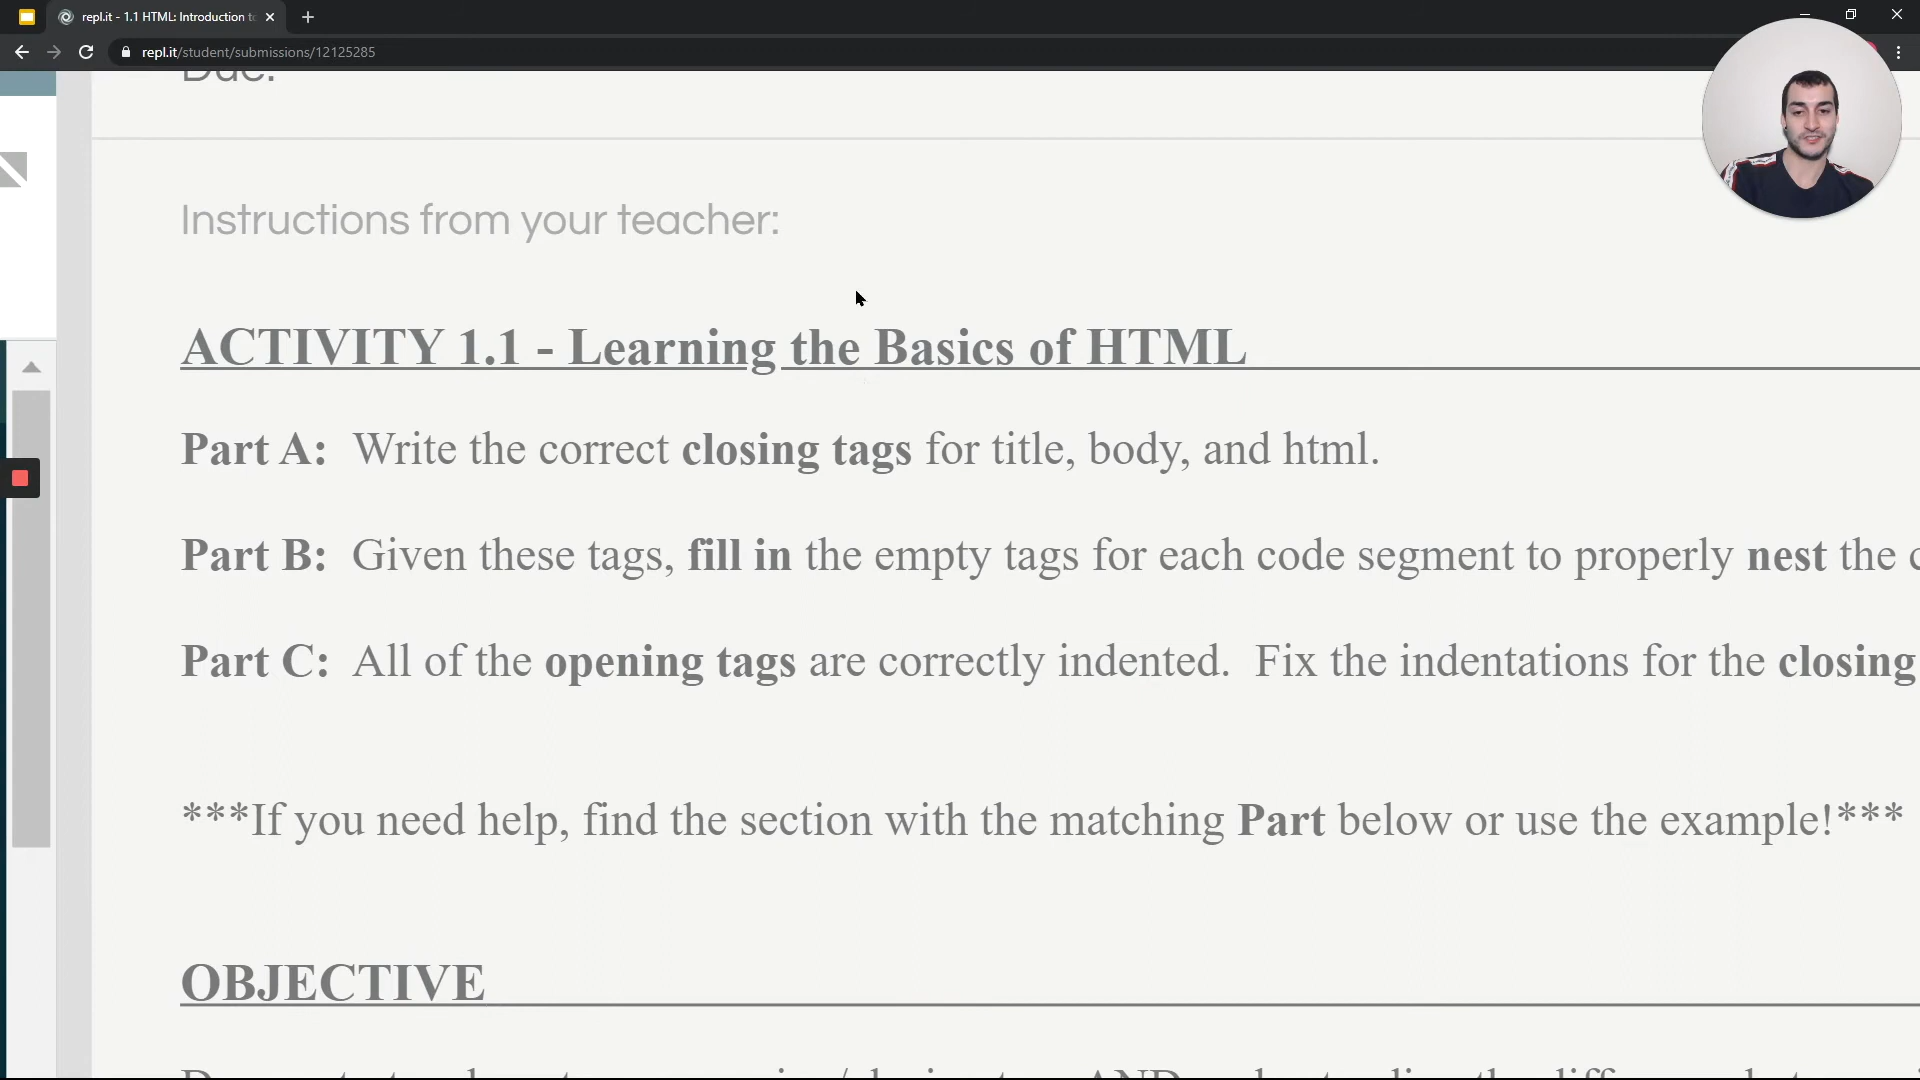 repl.it - 1.1 HTML: Introduction to
repl.it/student/submissions/12125285
Due:
Instructions from your teacher:
ACTIVITY 1.1 - Learning the Basics of HTML
Part A: Write the correct closing tags for title, body, and html.
Part B: Given these tags, fill in the empty tags for each code segment to properly nest the
Part C: All of the opening tags are correctly indented. Fix the indentations for the closing
***If you need help, find the section with the matching Part below or use the example!***
OBJECTIVE